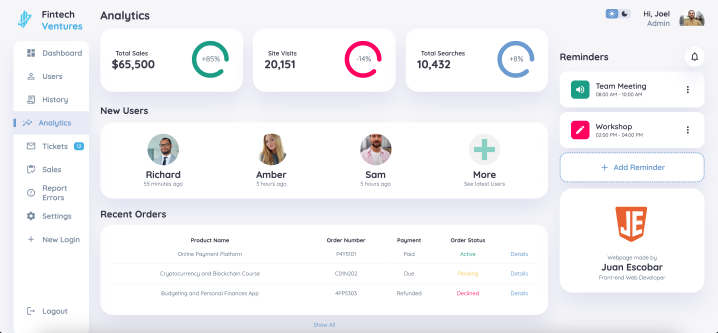 Fintech
Ventures
Dashboard
Users
History
Analytics
Tickets
Sales
Report
Errors
Settings
New Login
Logout
Analytics
Total Sales
$65,500
+85%
Site Visits
20,151
-14%
Total Searches
10,432
+8%
New Users
Richard
55 minutes ago
Amber
3 hours ago
Sam
3 hours ago
More
See latest Users
Recent Orders
Product Name Order Number Payment Order Status
Online Payment Platform P4Y5101 Paid Active Details
Cryptocurrency and Blockchain Course CD1N202 Due Pending Details
Budgeting and Personal Finances App 4PP5303 Refunded Declined Details
Show All
Hi, Joel
Admin
Reminders
Team Meeting
08:00 AM - 10:00 AM
Workshop
02:00 PM - 04:00 PM
Add Reminder
JE
Webpage made by
Juan Escobar
Front-end Web Developer